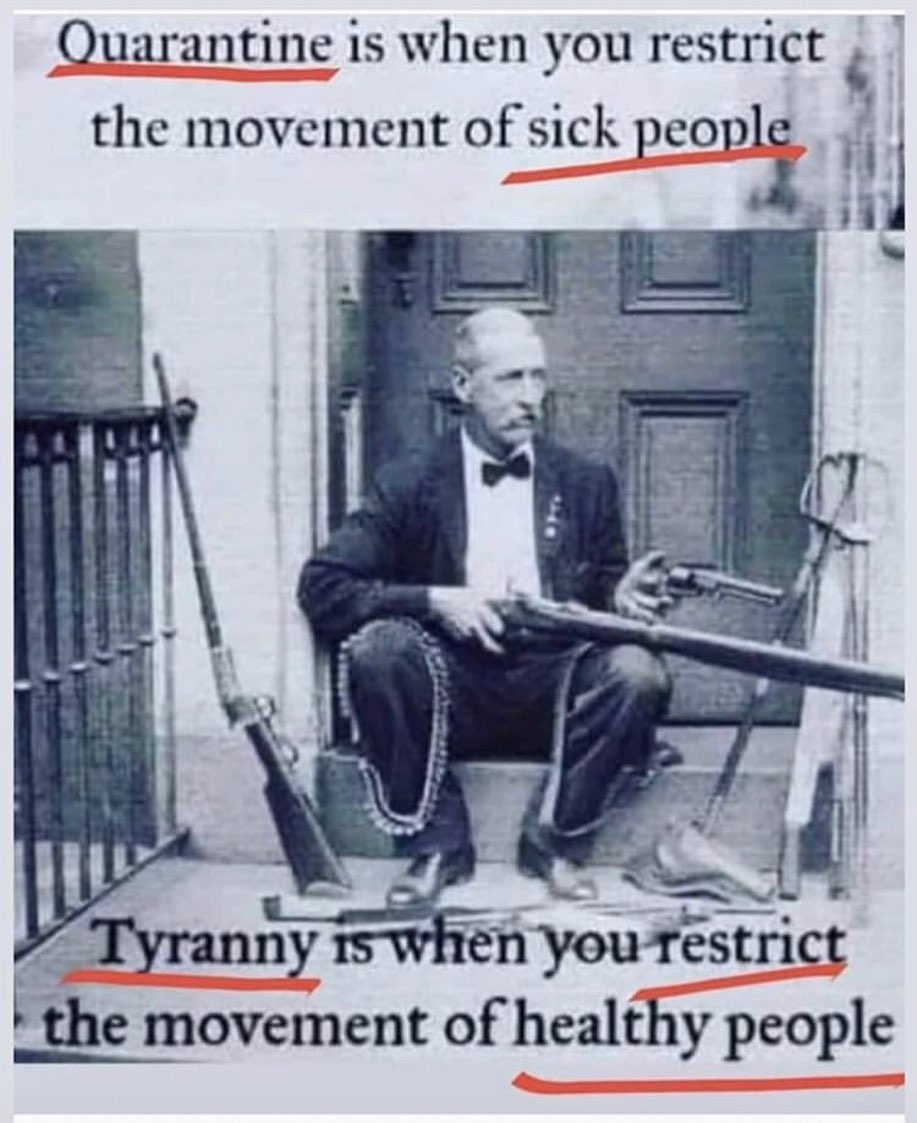 Quarantine is when you restrict
the movement of sick people
Tyranny is when you restrict
the movement of healthy people